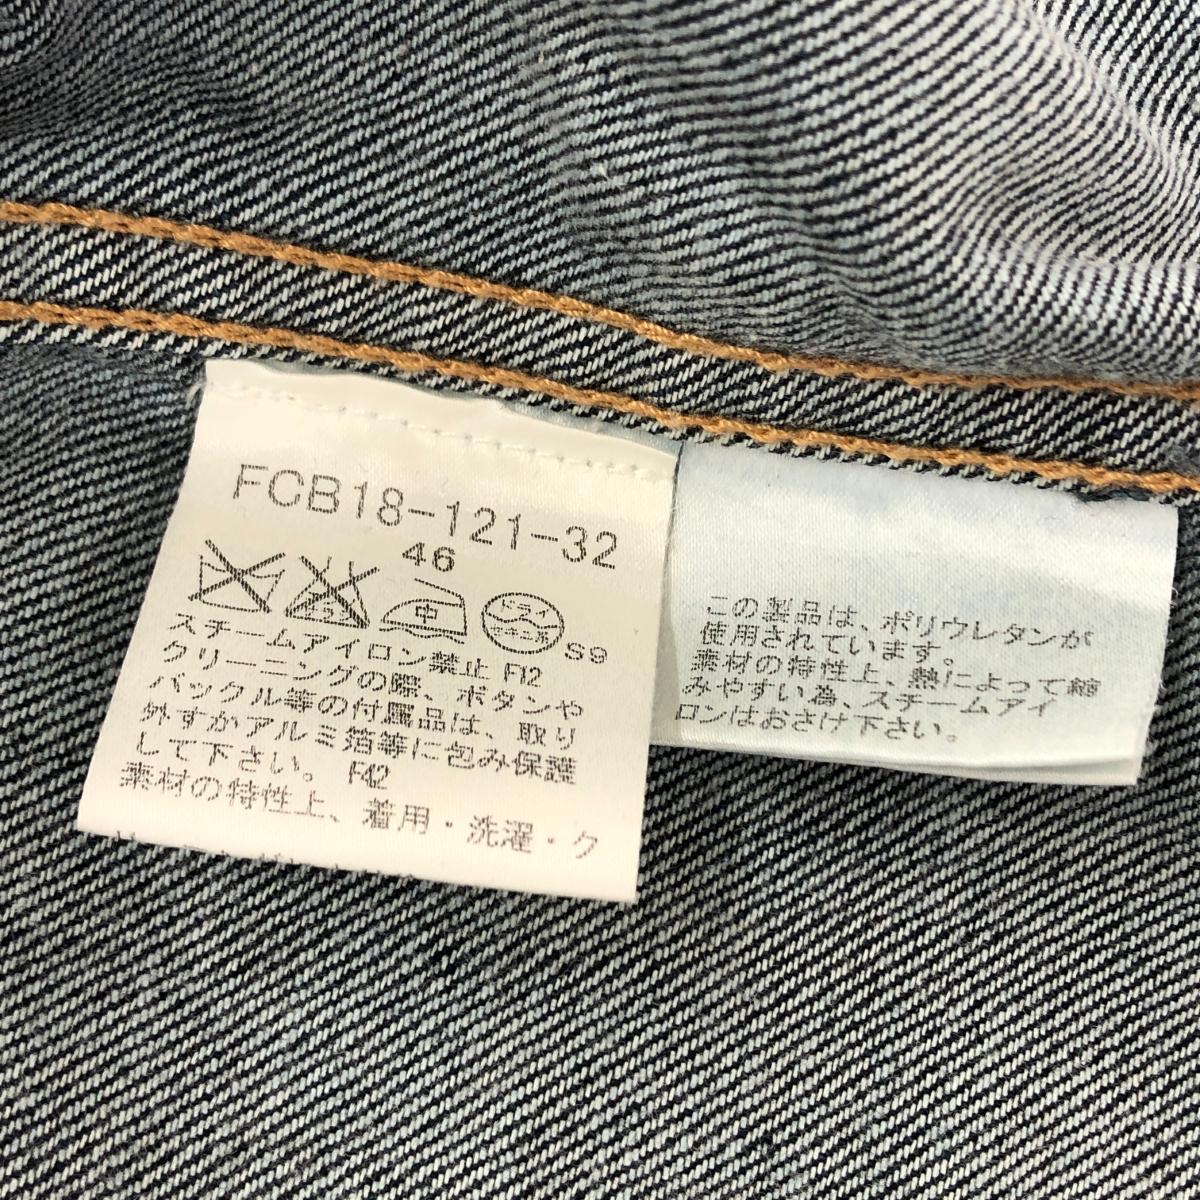 FCB18-121-32
46
中
ドライ
S9
スチームアイロン禁止 F12
クリーニングの際、ボタンや
バックル等の付属品は、取り
外すかアルミ箔等に包み保護
して下さい。 F42
素材の特性上、着用・洗濯・ク
この製品は、ポリウレタンが
使用されています。
素材の特性上、熱によって縮
みやすい為、スチームアイ
ロンはおさけ下さい。